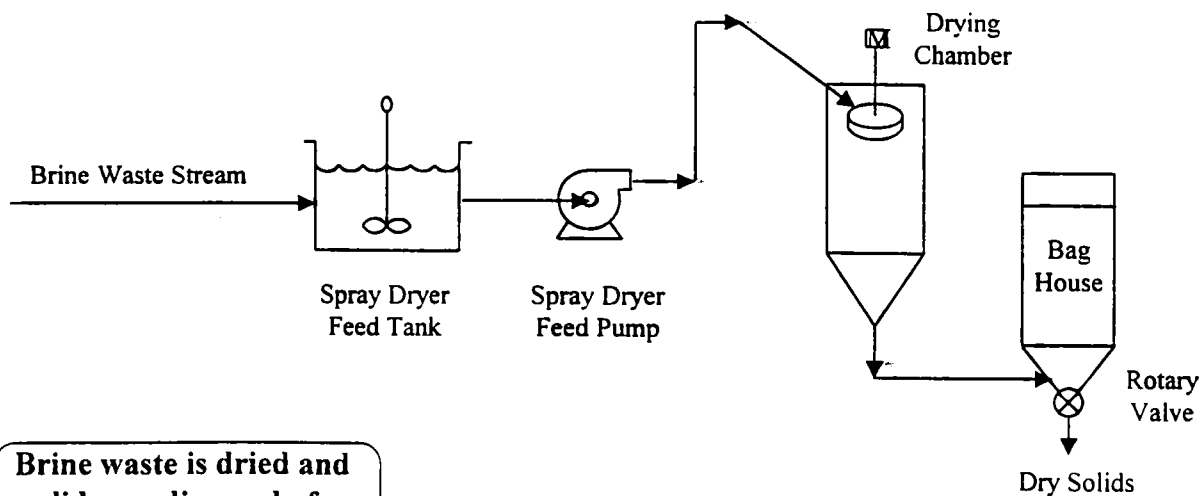 Drying
Chamber
M
Brine Waste Stream
Bag
House
Spray Dryer
Feed Tank
Spray Dryer
Feed Pump
Rotary
Valve
Brine waste is dried and
Dry Solids